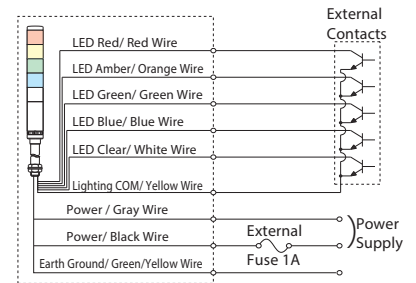 External
Contacts
LED Red/ Red Wire
LED Amber/ Orange Wire
LED Green/ Green Wire
LED Blue/ Blue Wire
LED Clear/ White Wire
Lighting COM/ Yellow Wire
Power / Gray Wire
Power/ Black Wire
External
Fuse 1A
Power
Supply
Earth Ground/ Green/Yellow Wire